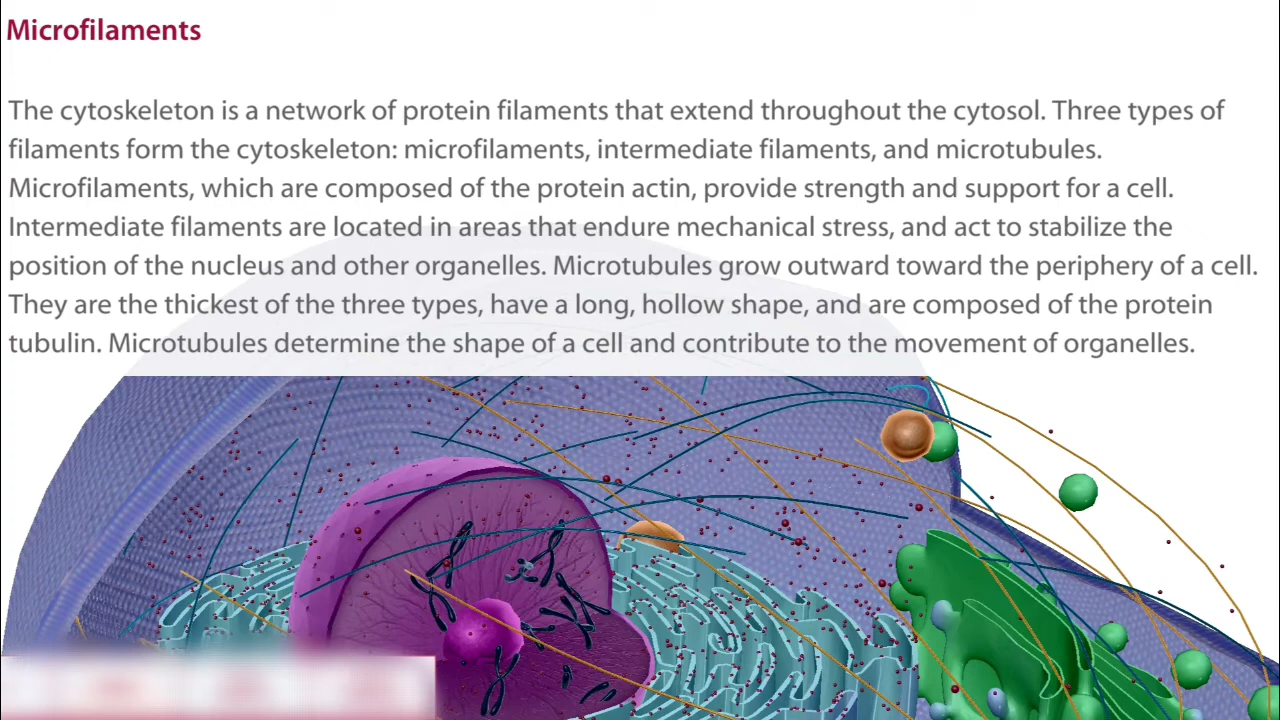 Microfilaments
The cytoskeleton is a network of protein filaments that extend throughout the cytosol. Three types of
filaments form the cytoskeleton: microfilaments, intermediate filaments, and microtubules.
Microfilaments, which are composed of the protein actin, provide strength and support for a cell.
Intermediate filaments are located in areas that endure mechanical stress, and act to stabilize the
position of the nucleus and other organelles. Microtubules grow outward toward the periphery of a cell.
They are the thickest of the three types, have a long, hollow shape, and are composed of the protein
tubulin. Microtubules determine the shape of a cell and contribute to the movement of organelles.